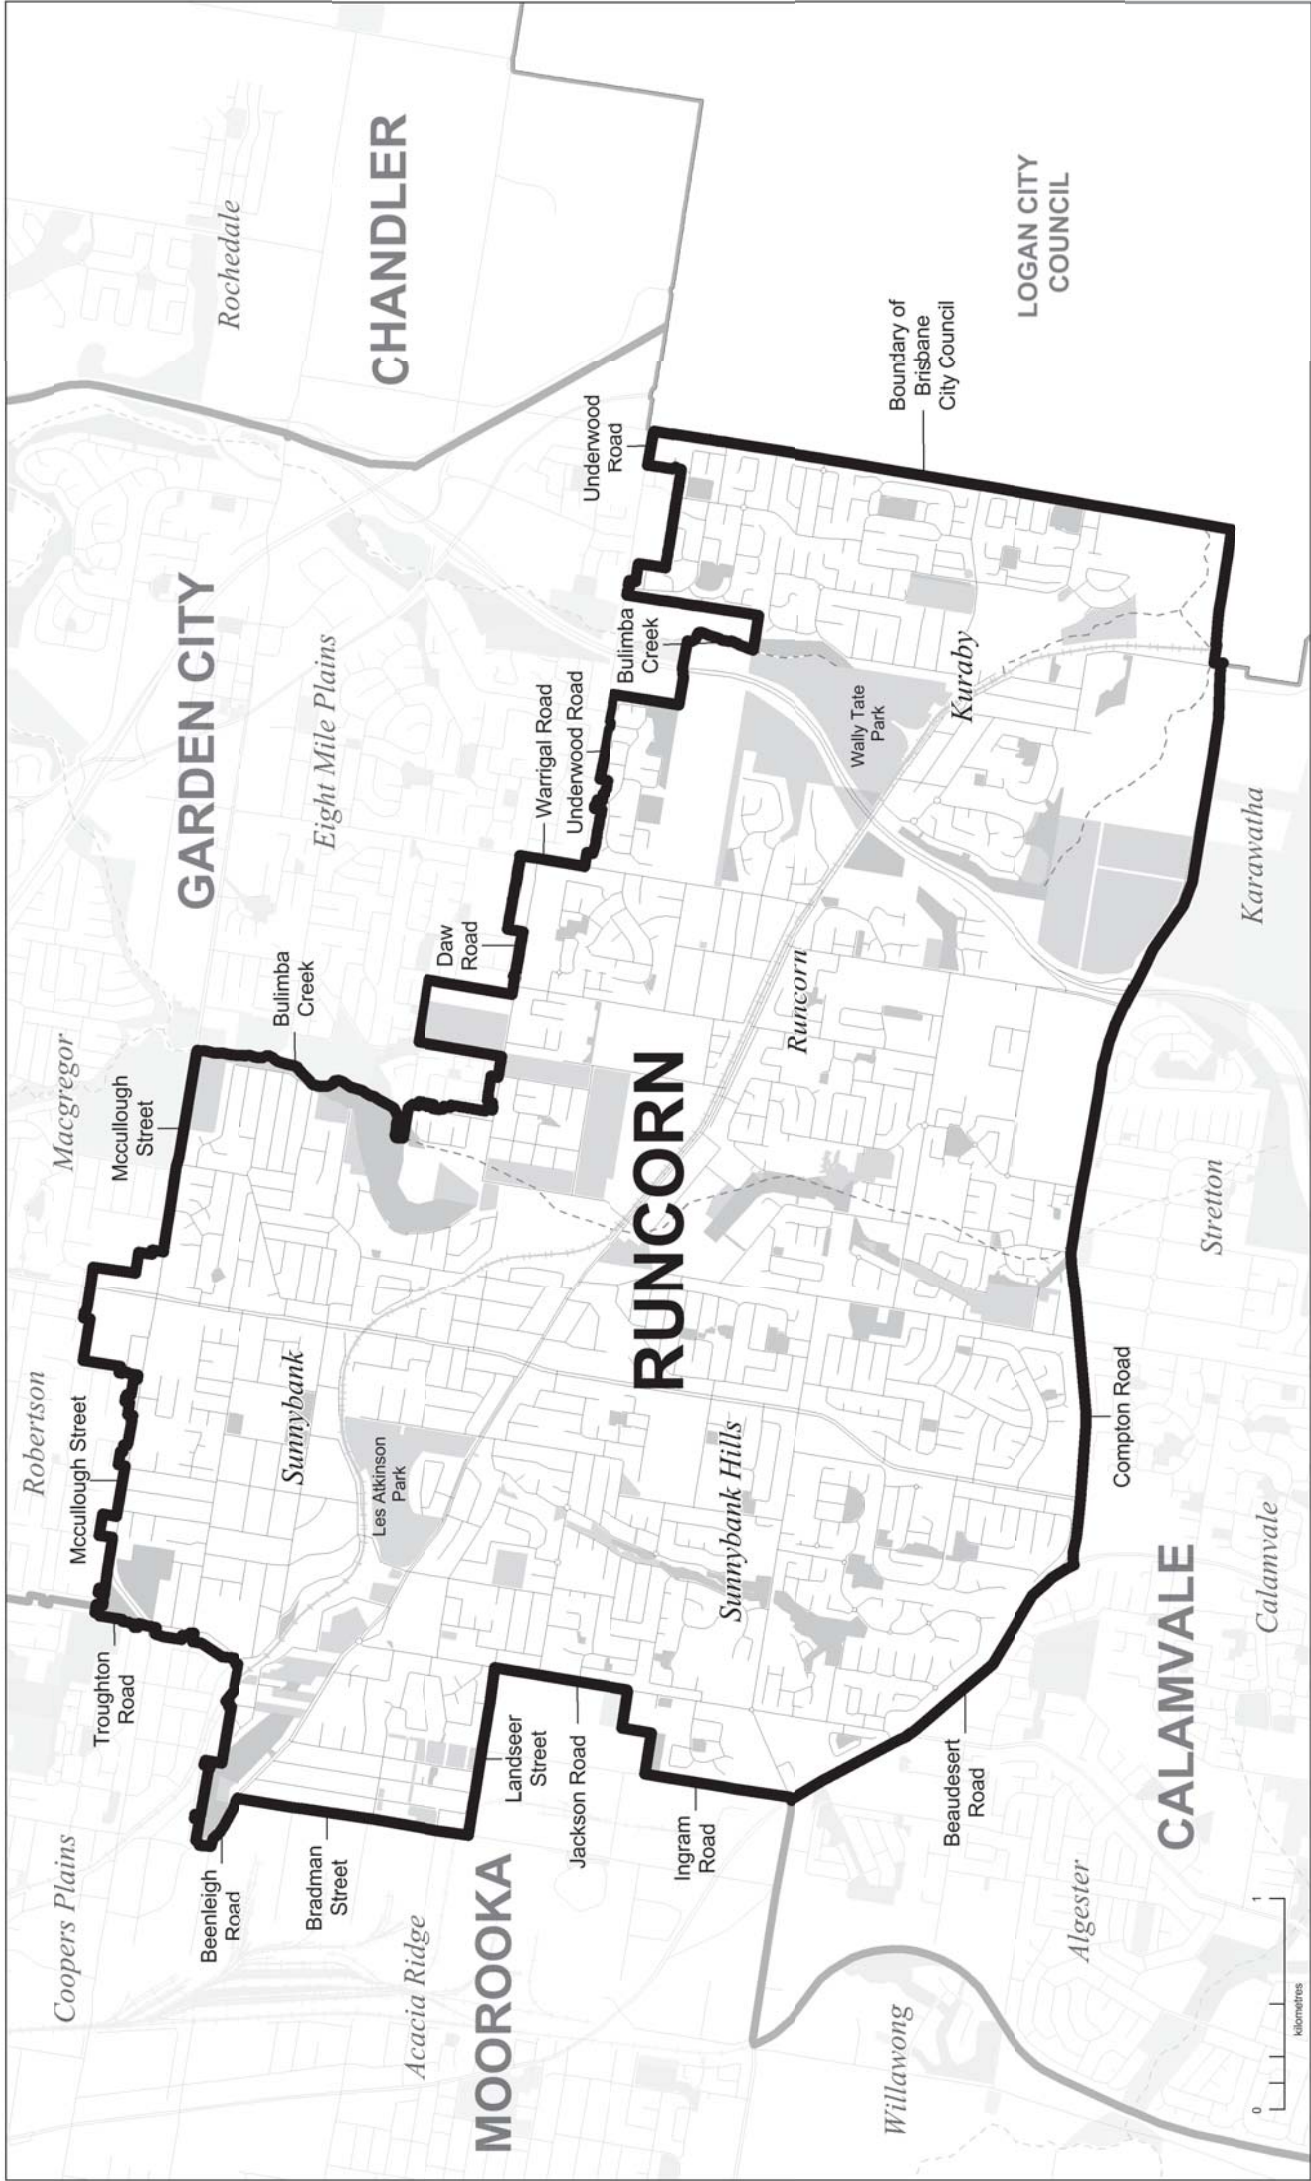 Coopers Plains
Robertson
Macgregor
Rochedale
Mccullough Street
Mccullough
Street
Troughton
Road
Beenleigh
Road
Bradman
Street
Bulimba
Creek
GARDEN CITY
CHANDLER
Sunnybank
Eight Mile Plains
Les Atkinson
Park
Acacia Ridge
MOOROOKA
Landseer
Street
Daw
Road
Warrigal Road
Underwood Road
Underwood
Road
Bulimba
Creek
Jackson Road
RUNCORN
Ingram
Road
Sunnybank Hills
Runcorn
Wally Tate
Park
Kuraby
Boundary of
Brisbane
City Council
LOGAN CITY
COUNCIL
Willawong
Beaudesert
Road
Algester
Compton Road
CALAMVALE
Calamvale
Stretton
Karawatha
0
1
kilometres